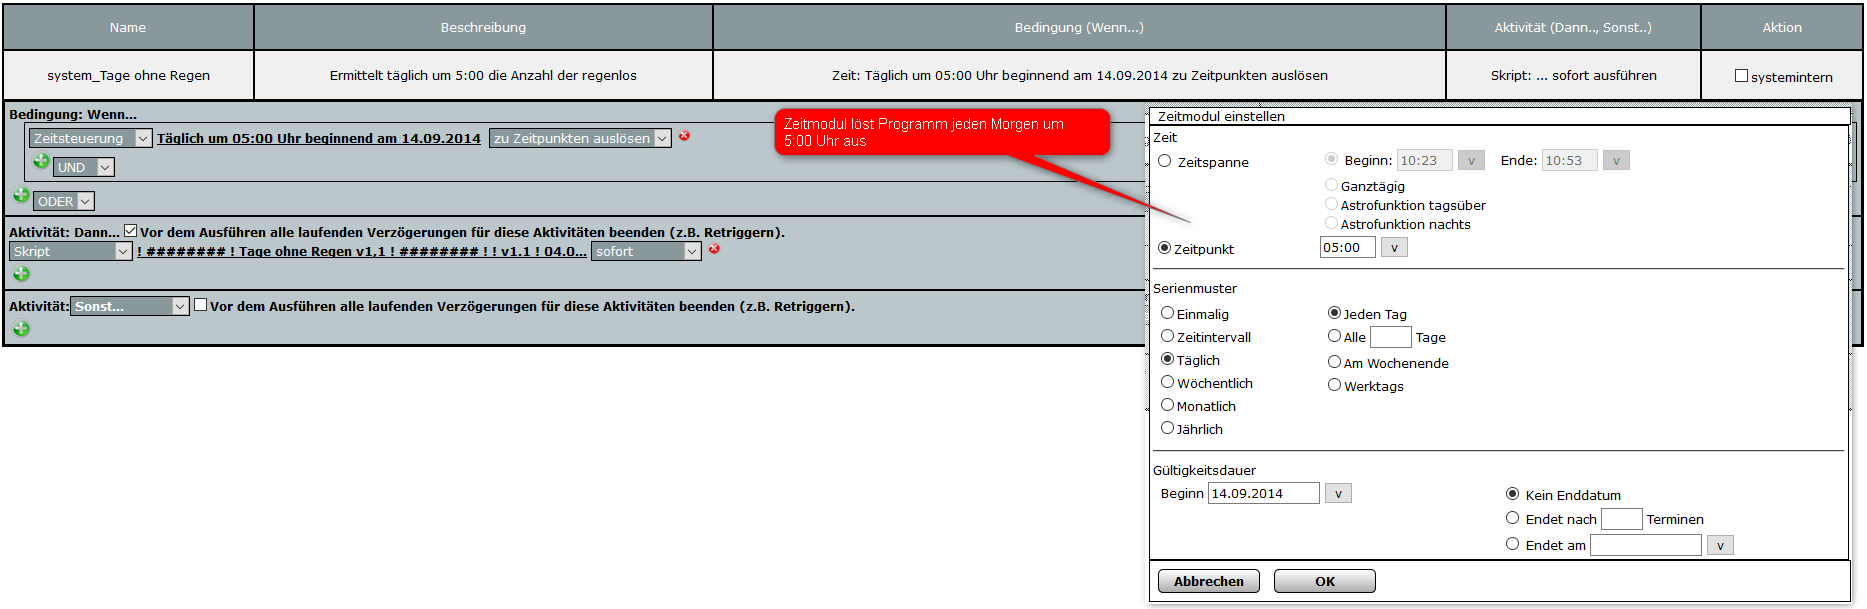 Name Beschreibung Bedingung (Wenn...) Aktivität (Dann.., Sonst..) Aktion
system_Tage ohne Regen Ermittelt täglich um 5:00 die Anzahl der regenlos Zeit: Täglich um 05:00 Uhr beginnend am 14.09.2014 zu Zeitpunkten auslösen Skript: ... sofort ausführen systemintern
Bedingung: Wenn...
Zeitsteuerung Täglich um 05:00 Uhr beginnend am 14.09.2014 zu Zeitpunkten auslösen
UND
ODER
Aktivität: Dann... Vor dem Ausführen alle laufenden Verzögerungen für diese Aktivitäten beenden (z.B. Retriggern).
Skript ! ######## ! Tage ohne Regen v1,1 ! ######## ! ! v1.1 ! 04.0... sofort
Aktivität: Sonst... Vor dem Ausführen alle laufenden Verzögerungen für diese Aktivitäten beenden (z.B. Retriggern).
Zeitmodul löst Programm jeden Morgen um
5:00 Uhr aus
Zeitmodul einstellen
Zeit
Zeitspanne Beginn: 10:23 v Ende: 10:53 v
Ganztägig
Astrofunktion tagsüber
Astrofunktion nachts
Zeitpunkt 05:00 v
Serienmuster
Einmalig Jeden Tag
Zeitintervall Alle Tage
Täglich Am Wochenende
Wöchentlich Werktags
Monatlich
Jährlich
Gültigkeitsdauer
Beginn 14.09.2014 v Kein Enddatum
Endet nach Terminen
Endet am v
Abbrechen OK